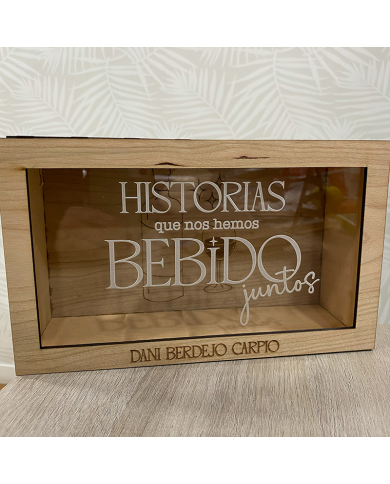 HISTORIAS
que nos hemos
BEBIDO
juntos
DANI BERDEJO CARPIO